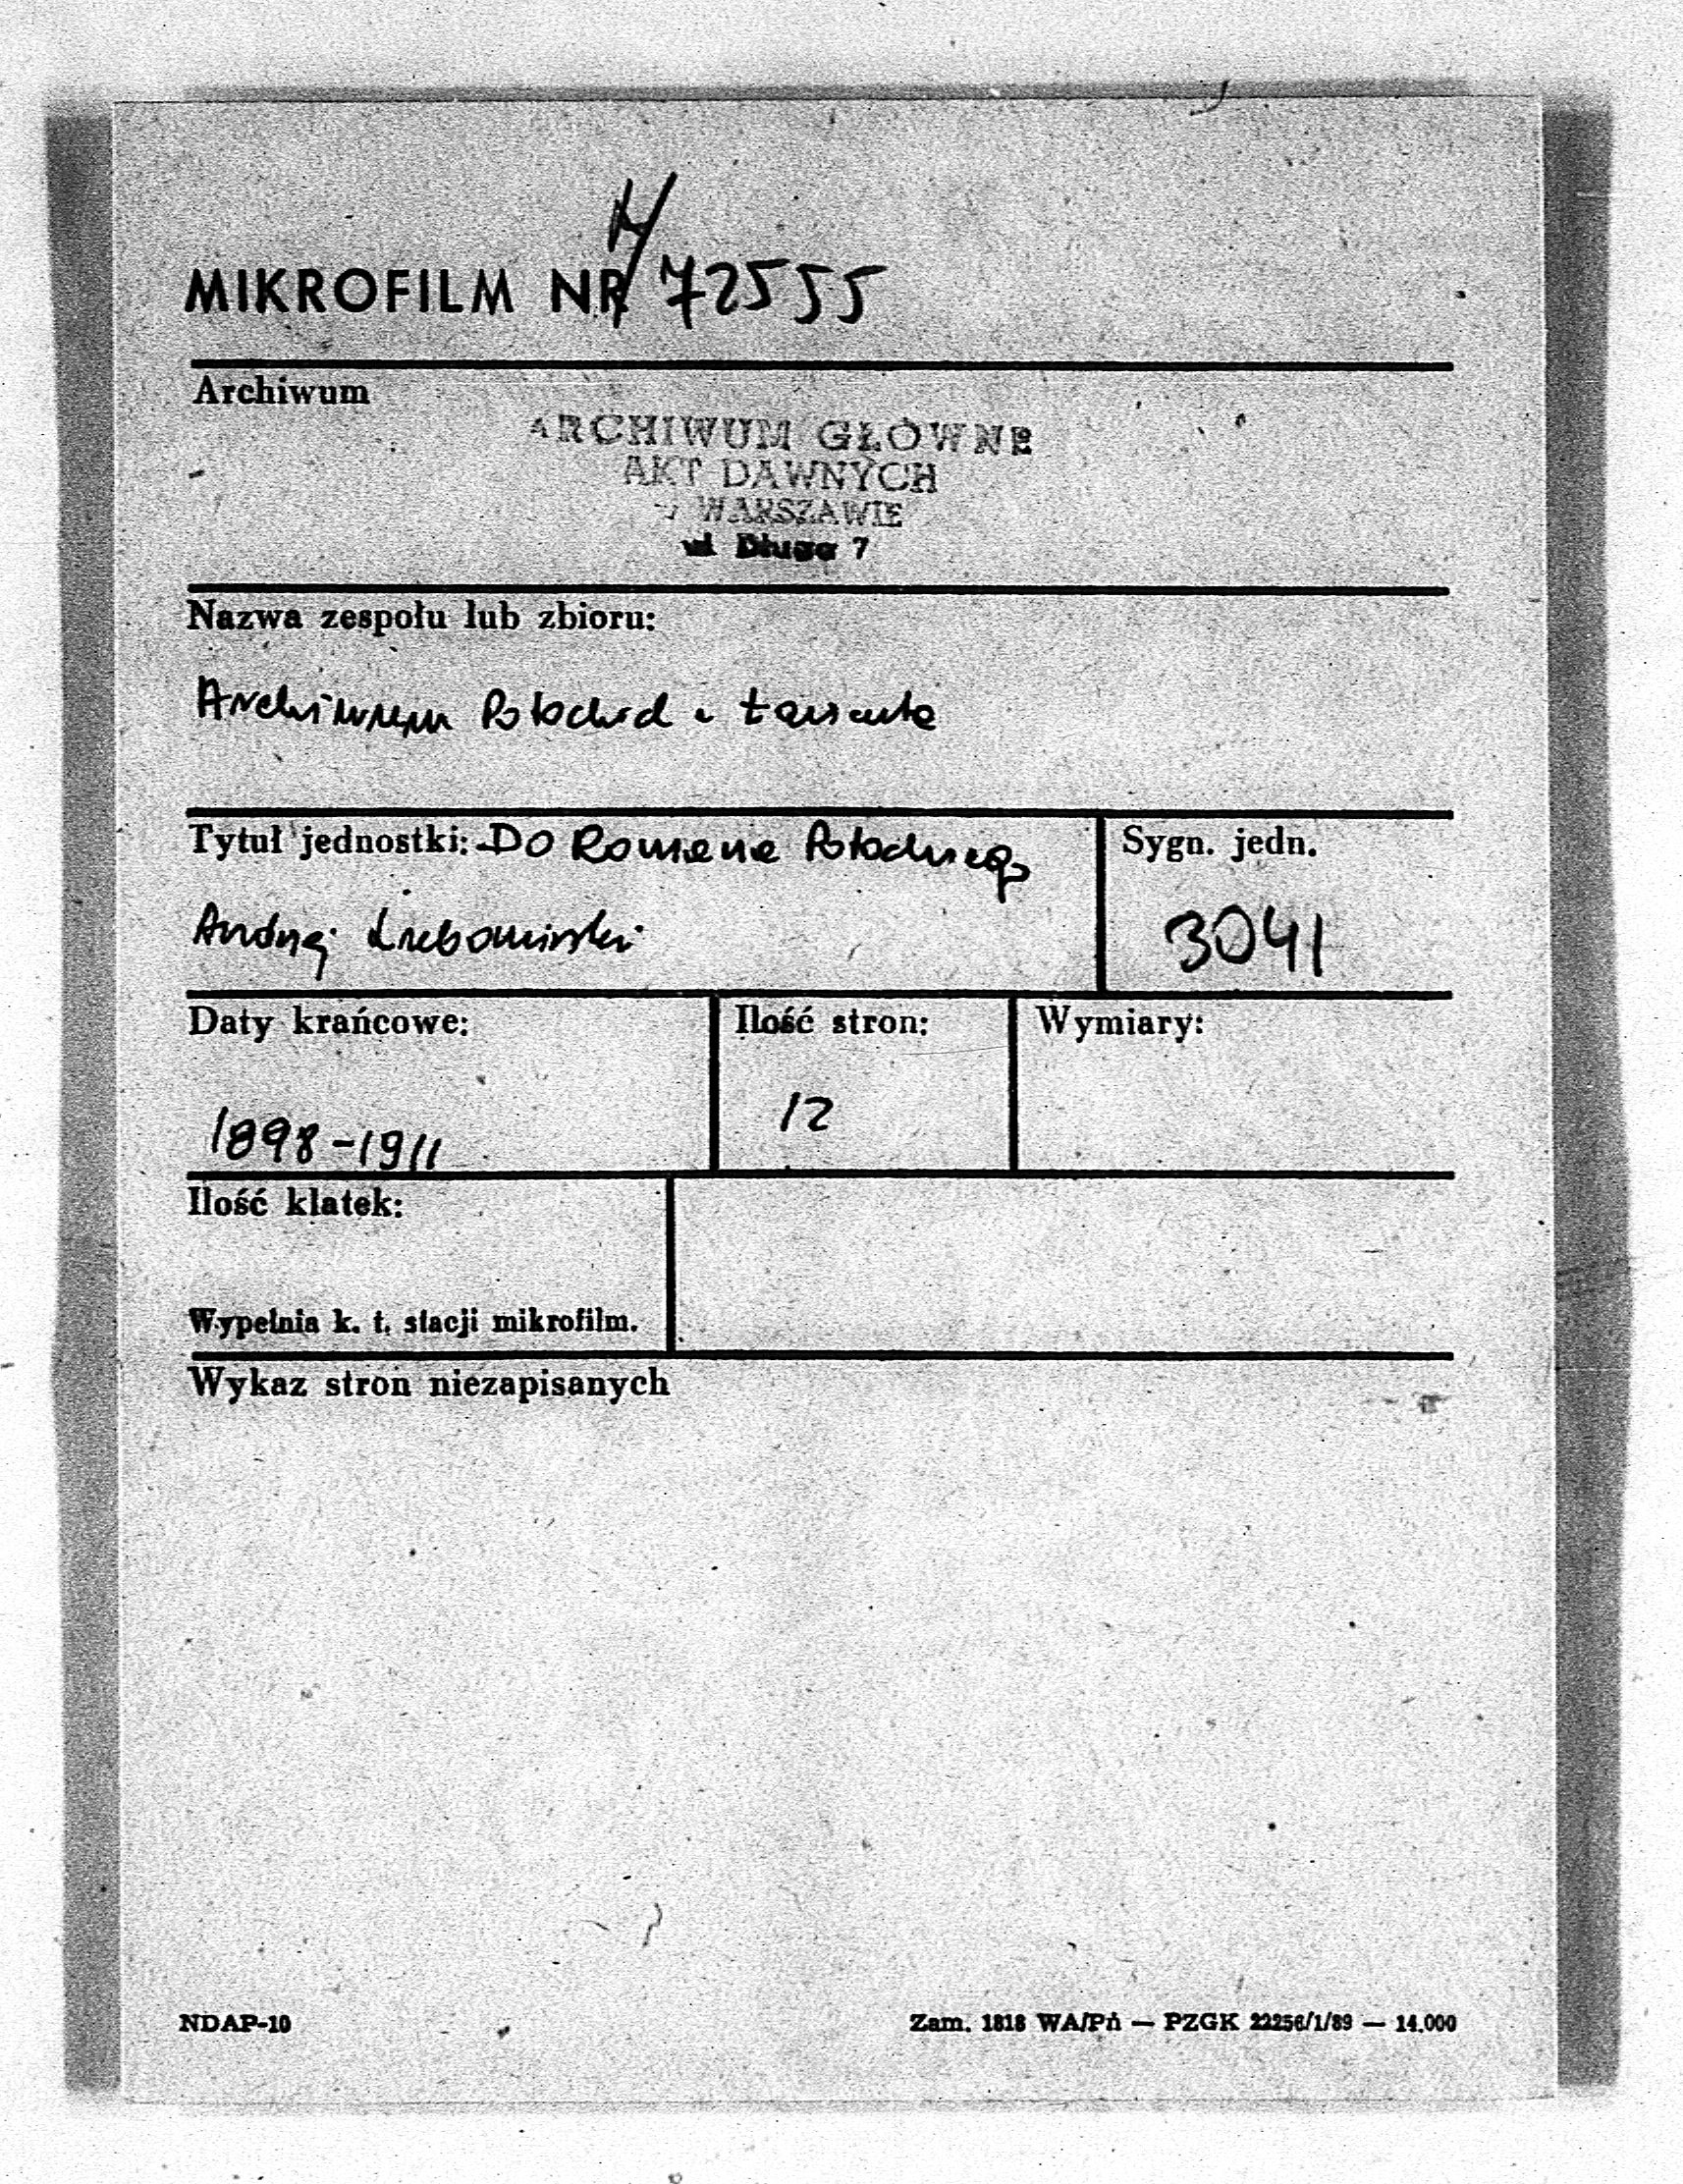 MIKROFILM NR 72555
Archiwum
ARCHIWUM GŁÓWNE
AKT DAWNYCH
WARSZAWIE
ul Długa 7
Nazwa zespołu lub zbioru:
Archiwum Potockich z Łańcuta
Tytuł jednostki: Do Romana Potockiego
Sygn. jedn.
Andrzej Lubomirski
3041
Daty krańcowe:
Ilość stron:
Wymiary:
1898-1911
12
Ilość klatek:
Wypełnia k. t. stacji mikrofilm.
Wykaz stron niezapisanych
NDAP-10
Zam. 1818 WA/Pń — PZGK 22256/1/89 — 14.000